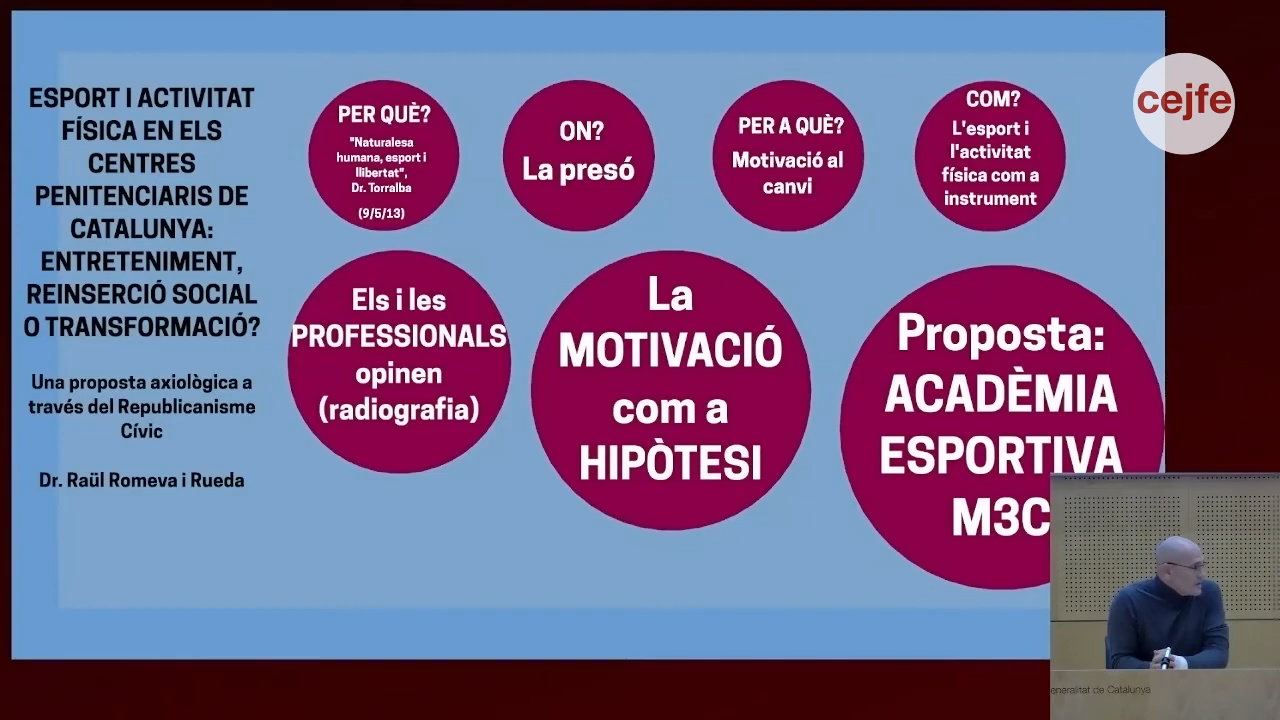 ESPORT I ACTIVITAT
FÍSICA EN ELS
CENTRES
PENITENCIARIS DE
CATALUNYA:
ENTRETENIMENT,
REINSERCIÓ SOCIAL
O TRANSFORMACIÓ?
Una proposta axiològica a
través del Republicanisme
Cívic
Dr. Raül Romeva i Rueda
PER QUÈ?
"Naturalesa
humana, esport i
llibertat",
Dr. Torralba
(9/5/13)
ON?
La presó
PER A QUÈ?
Motivació al
canvi
COM?
L'esport i
l'activitat
física com a
instrument
cejfe
Els i les
PROFESSIONALS
opinen
(radiografia)
La
MOTIVACIÓ
com a
HIPÒTESI
Proposta:
ACADÈMIA
ESPORTIVA
M3C
eneralitat de Catalunya